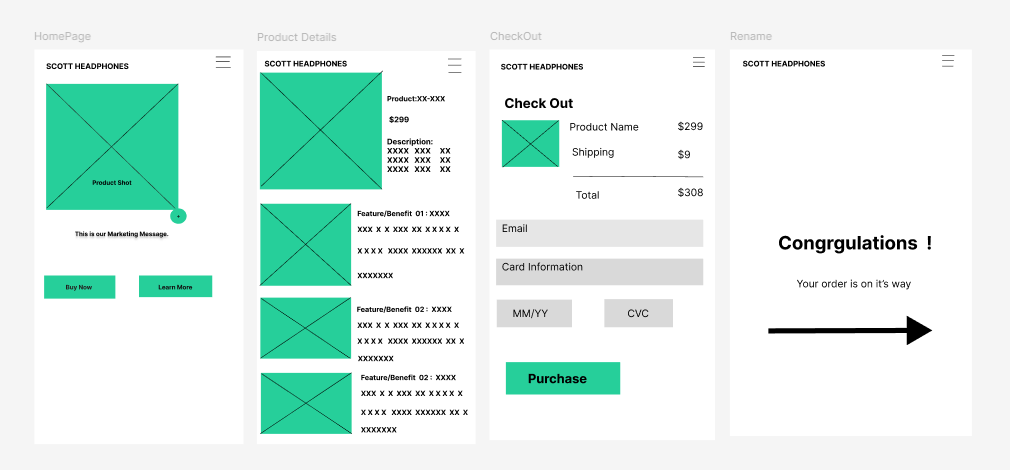 HomePage
SCOTT HEADPHONES
Product Shot
+
This is our Marketing Message.
Buy Now
Learn More
Product Details
SCOTT HEADPHONES
Product:XX-XXX
$299
Description:
XXXX XXX XX
XXXX XXX XX
XXXX XXX XX
Feature/Benefit 01 : XXXX
XXX X X XXX XX X X X X X
X X X X XXXX XXXXXX XX X
XXXXXXX
Feature/Benefit 02 : XXXX
XXX X X XXX XX X X X X X
X X X X XXXX XXXXXX XX X
XXXXXXX
Feature/Benefit 02 : XXXX
XXX X X XXX XX X X X X X
X X X X XXXX XXXXXX XX X
XXXXXXX
CheckOut
SCOTT HEADPHONES
Check Out
Product Name $299
Shipping $9
Total $308
Email
Card Information
MM/YY CVC
Purchase
Rename
SCOTT HEADPHONES
Congrgulations !
Your order is on it's way